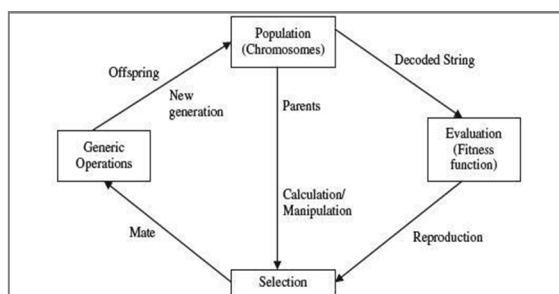 Population
(Chromosomes)
Offspring
Decoded String
New
generation
Parents
Generic
Operations
Evaluation
(Fitness
function)
Calculation/
Manipulation
Mate
Reproduction
Selection